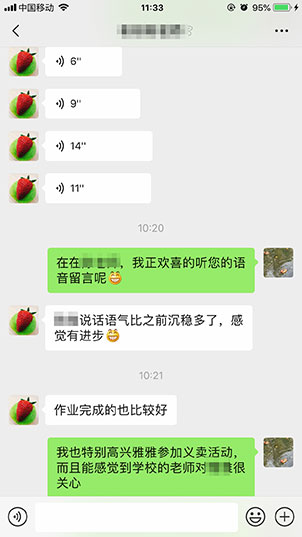 中国移动
11:33
95%
6"
9"
14"
11"
10:20
在在，我正欢喜的听您的语
音留言呢
说话语气比之前沉稳多了，感
觉有进步
10:21
作业完成的也比较好
我也特别高兴雅雅参加义卖活动，
而且能感觉到学校的老师对很
关心